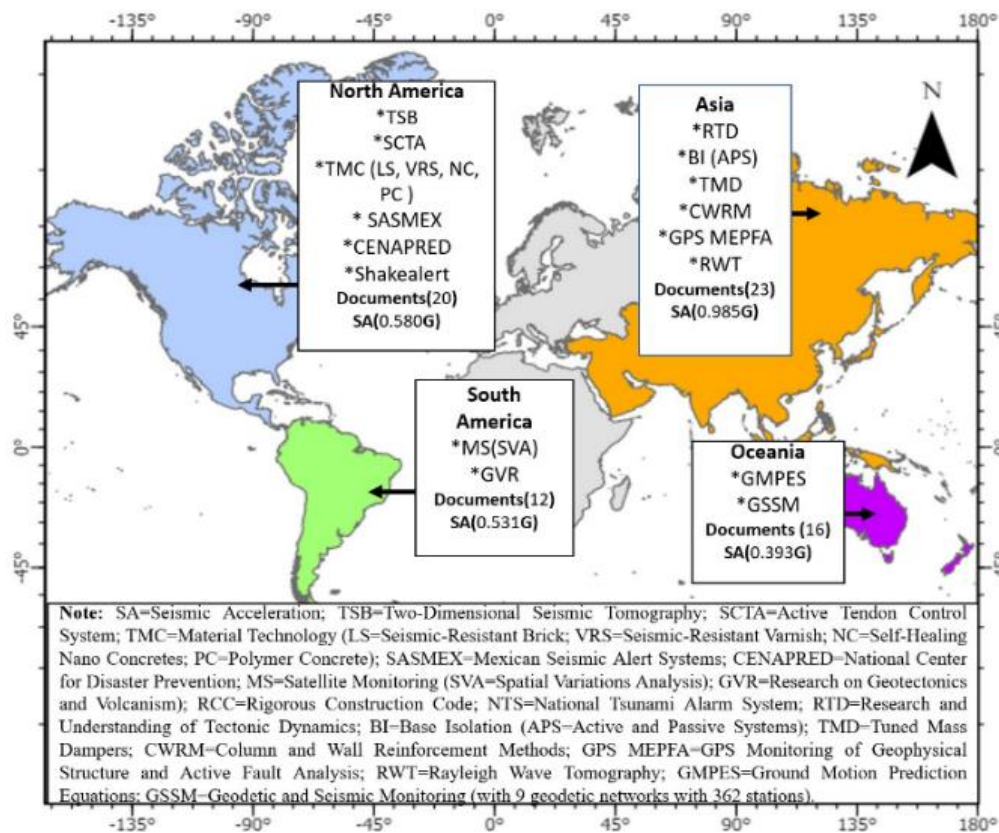 -135° -90° -45° 0° 45° 90° 135° 180°
N
North America
*TSB
*SCTA
*TMC (LS, VRS, NC,
PC )
* SASMEX
*CENAPRED
*Shakealert
Documents(20)
SA(0.580G)
Asia
*RTD
*BI (APS)
*TMD
*CWRM
*GPS MEPFA
*RWT
Documents(23)
SA(0.985G)
45° 45°
South
America
*MS(SVA)
*GVR
Documents(12)
SA(0.531G)
0° 0°
Oceania
*GMPES
*GSSM
Documents (16)
SA(0.393G)
-45° -45°
Note: SA=Seismic Acceleration; TSB=Two-Dimensional Seismic Tomography; SCTA=Active Tendon Control
System; TMC=Material Technology (LS=Seismic-Resistant Brick; VRS=Seismic-Resistant Varnish; NC=Self-Healing
Nano Concretes; PC=Polymer Concrete); SASMEX=Mexican Seismic Alert Systems; CENAPRED=National Center
for Disaster Prevention; MS=Satellite Monitoring (SVA=Spatial Variations Analysis); GVR=Research on Geotectonics
and Volcanism); RCC=Rigorous Construction Code; NTS=National Tsunami Alarm System; RTD=Research and
Understanding of Tectonic Dynamics; BI=Base Isolation (APS=Active and Passive Systems); TMD=Tuned Mass
Dampers; CWRM=Column and Wall Reinforcement Methods; GPS MEPFA=GPS Monitoring of Geophysical
Structure and Active Fault Analysis; RWT=Rayleigh Wave Tomography; GMPES=Ground Motion Prediction
Equations; GSSM=Geodetic and Seismic Monitoring (with 9 geodetic networks with 362 stations).
-135° -90° -45° 0° 45° 90° 135° 180°